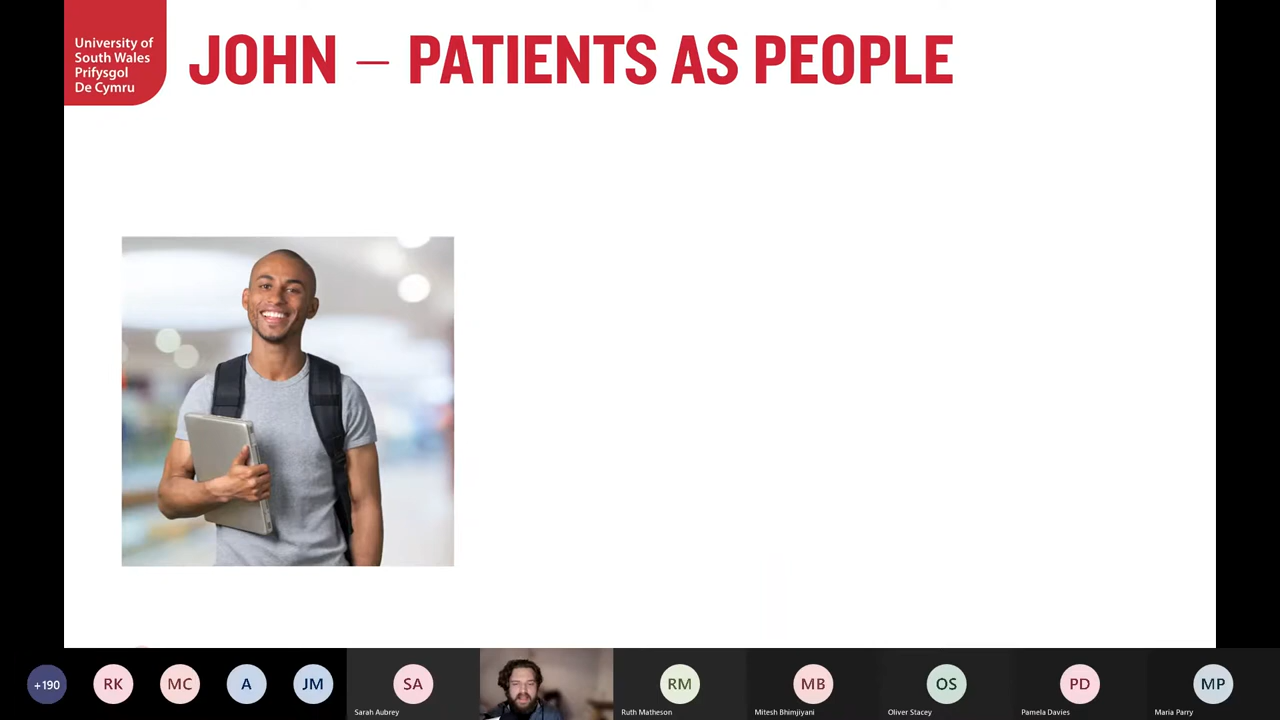 University of
South Wales
Prifysgol
De Cymru
JOHN – PATIENTS AS PEOPLE
+190
RK
MC
A
JM
SA
Sarah Aubrey
RM
Ruth Matheson
MB
Mitesh Bhimjiyani
OS
Oliver Stacey
PD
Pamela Davies
MP
Maria Parry